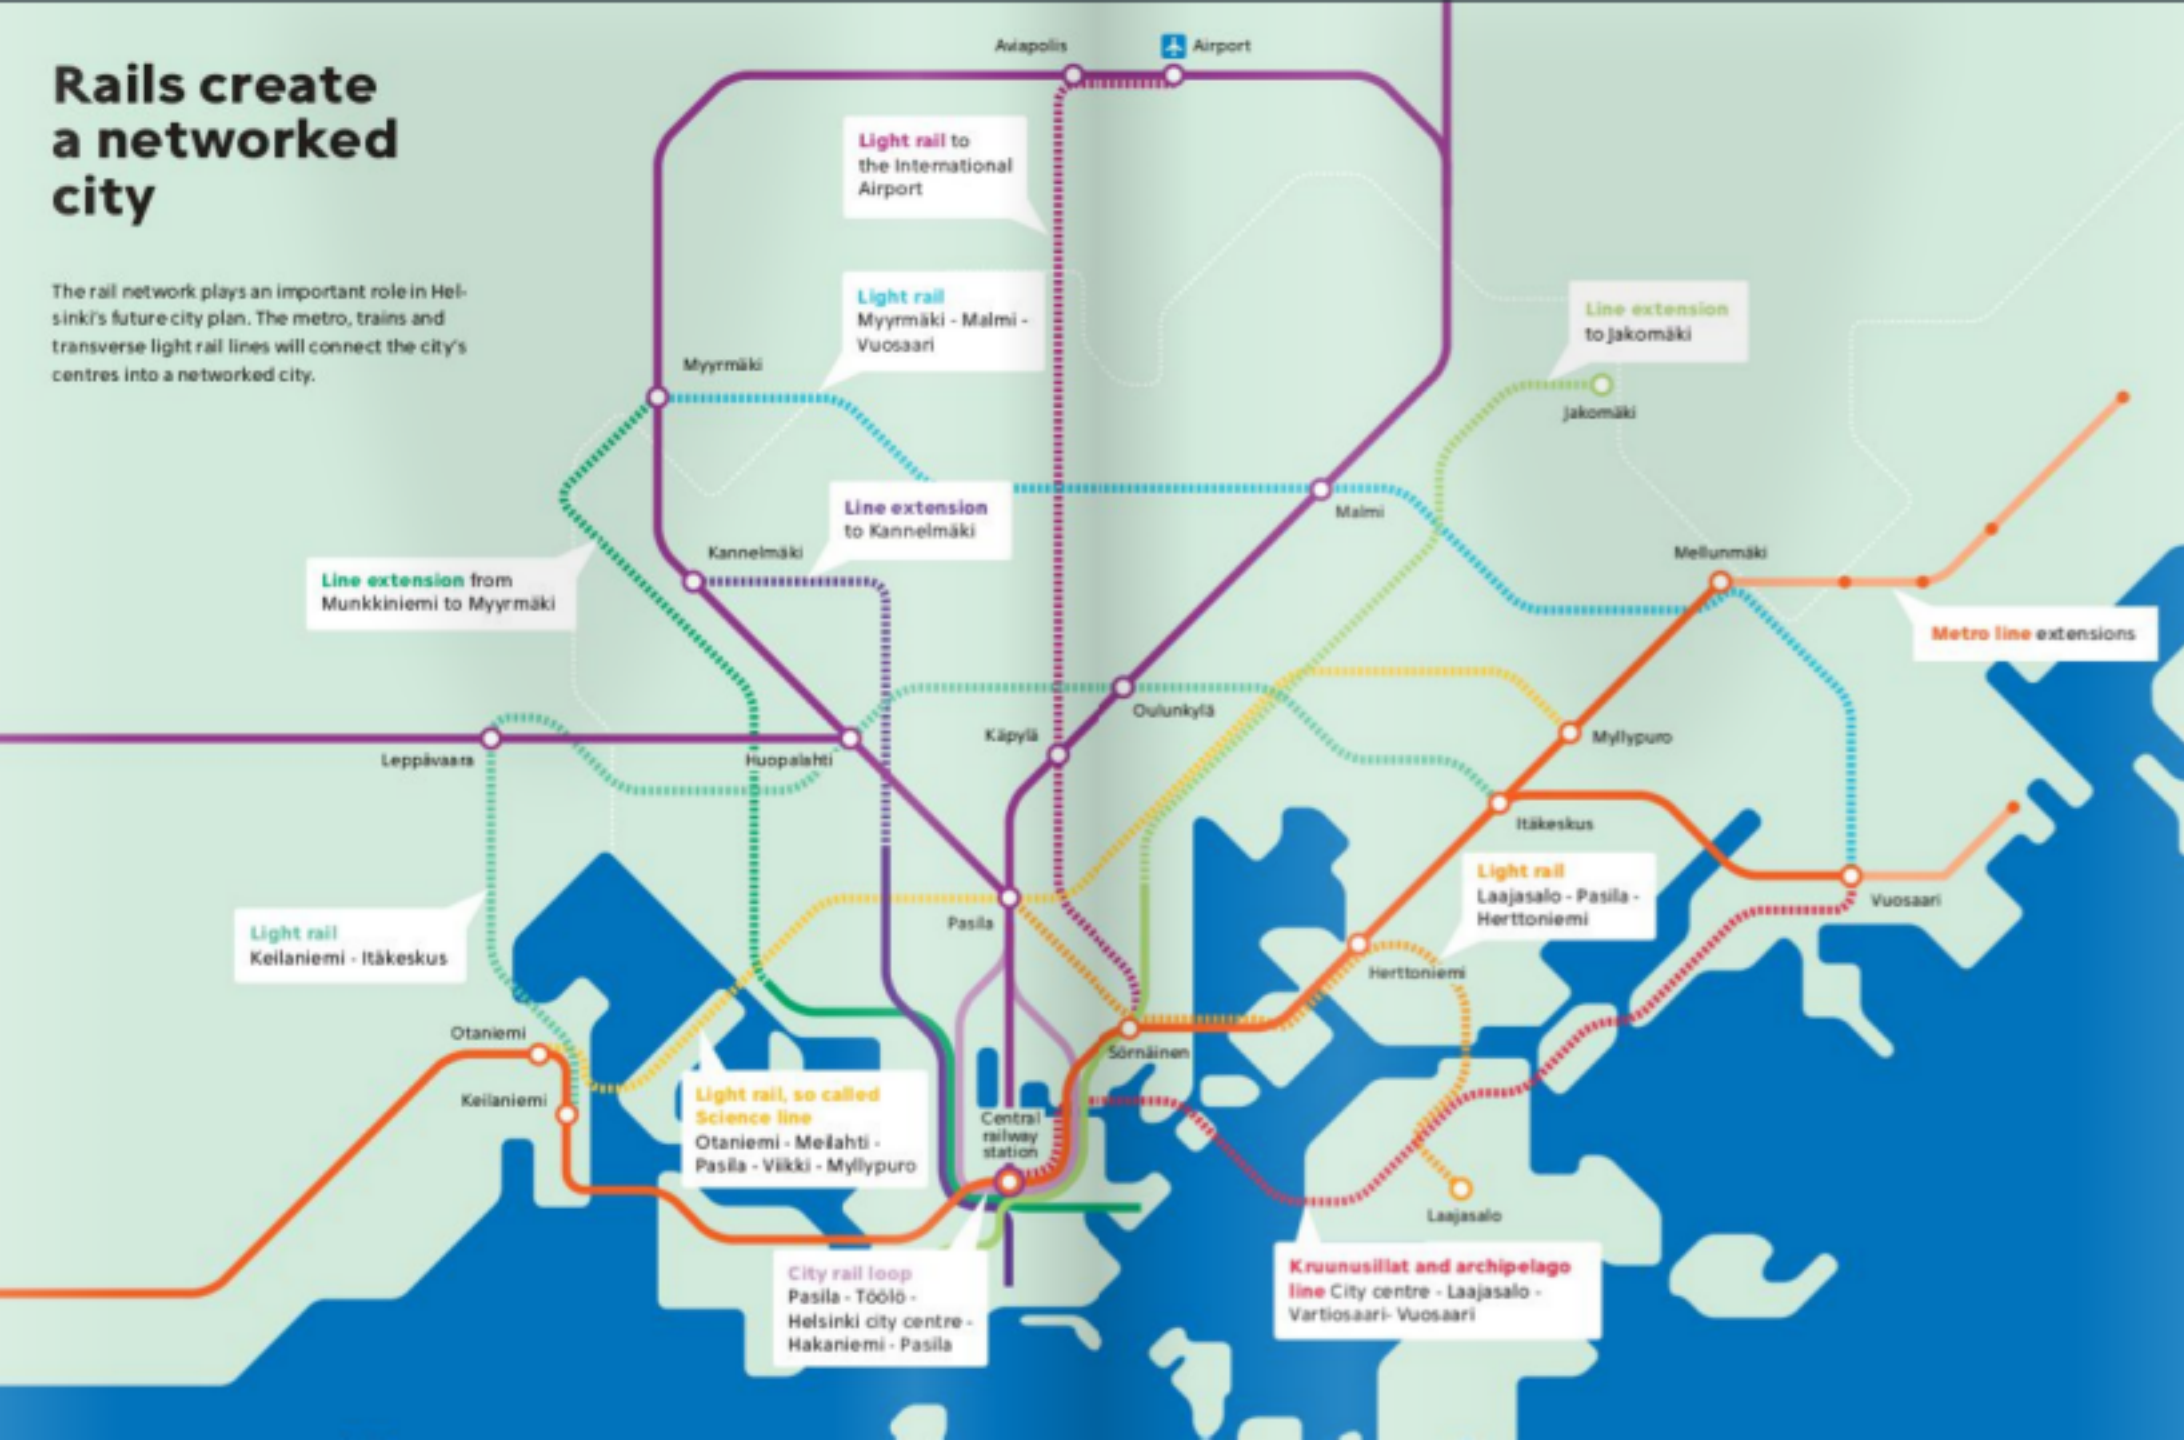 Rails create
a networked
city
The rail network plays an important role in Hel-
sinki's future city plan. The metro, trains and
transverse light rail lines will connect the city's
centres into a networked city.
Aviapolis
Airport
Light rail to
the International
Airport
Light rail
Myyrmäki - Malmi -
Vuosaari
Line extension
to Jakomäki
Myyrmäki
Jakomäki
Line extension
to Kannelmäki
Malmi
Kannelmäki
Mellunmäki
Line extension from
Munkkiniemi to Myyrmäki
Metro line extensions
Oulunkylä
Käpylä
Myllypuro
Leppävaara
Huopalahti
Itäkeskus
Light rail
Laajasalo - Pasila -
Herttoniemi
Vuosaari
Pasila
Light rail
Keilaniemi - Itäkeskus
Herttoniemi
Otaniemi
Sörnäinen
Keilaniemi
Light rail, so called
Science line
Otaniemi - Meilahti -
Pasila - Viikki - Myllypuro
Central
railway
station
Laajasalo
City rail loop
Pasila - Töölö -
Helsinki city centre -
Hakaniemi - Pasila
Kruunusillat and archipelago
line City centre - Laajasalo -
Vartiosaari- Vuosaari